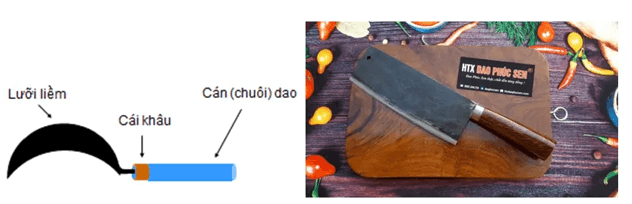 Lưỡi liềm
Cái khâu
Cán (chuôi) dao
HTX DAO PHÚC SEN